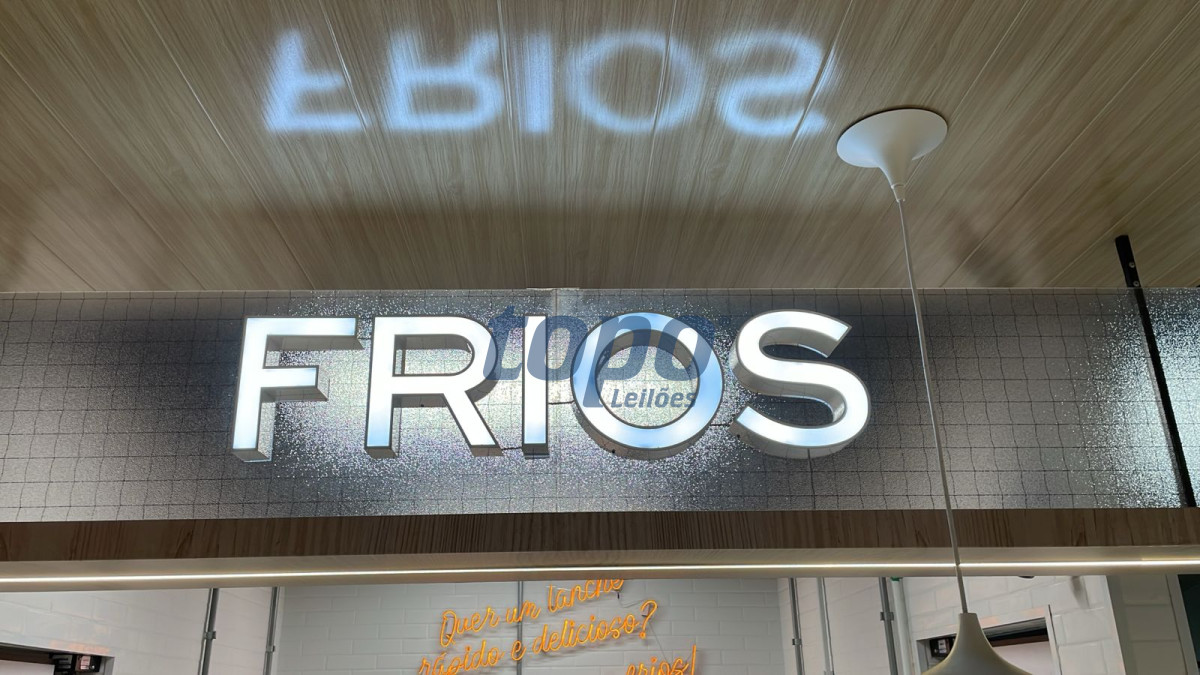 FRIOS
topo
Leilões
Quer um lanche
rápido e delicioso?
frios!